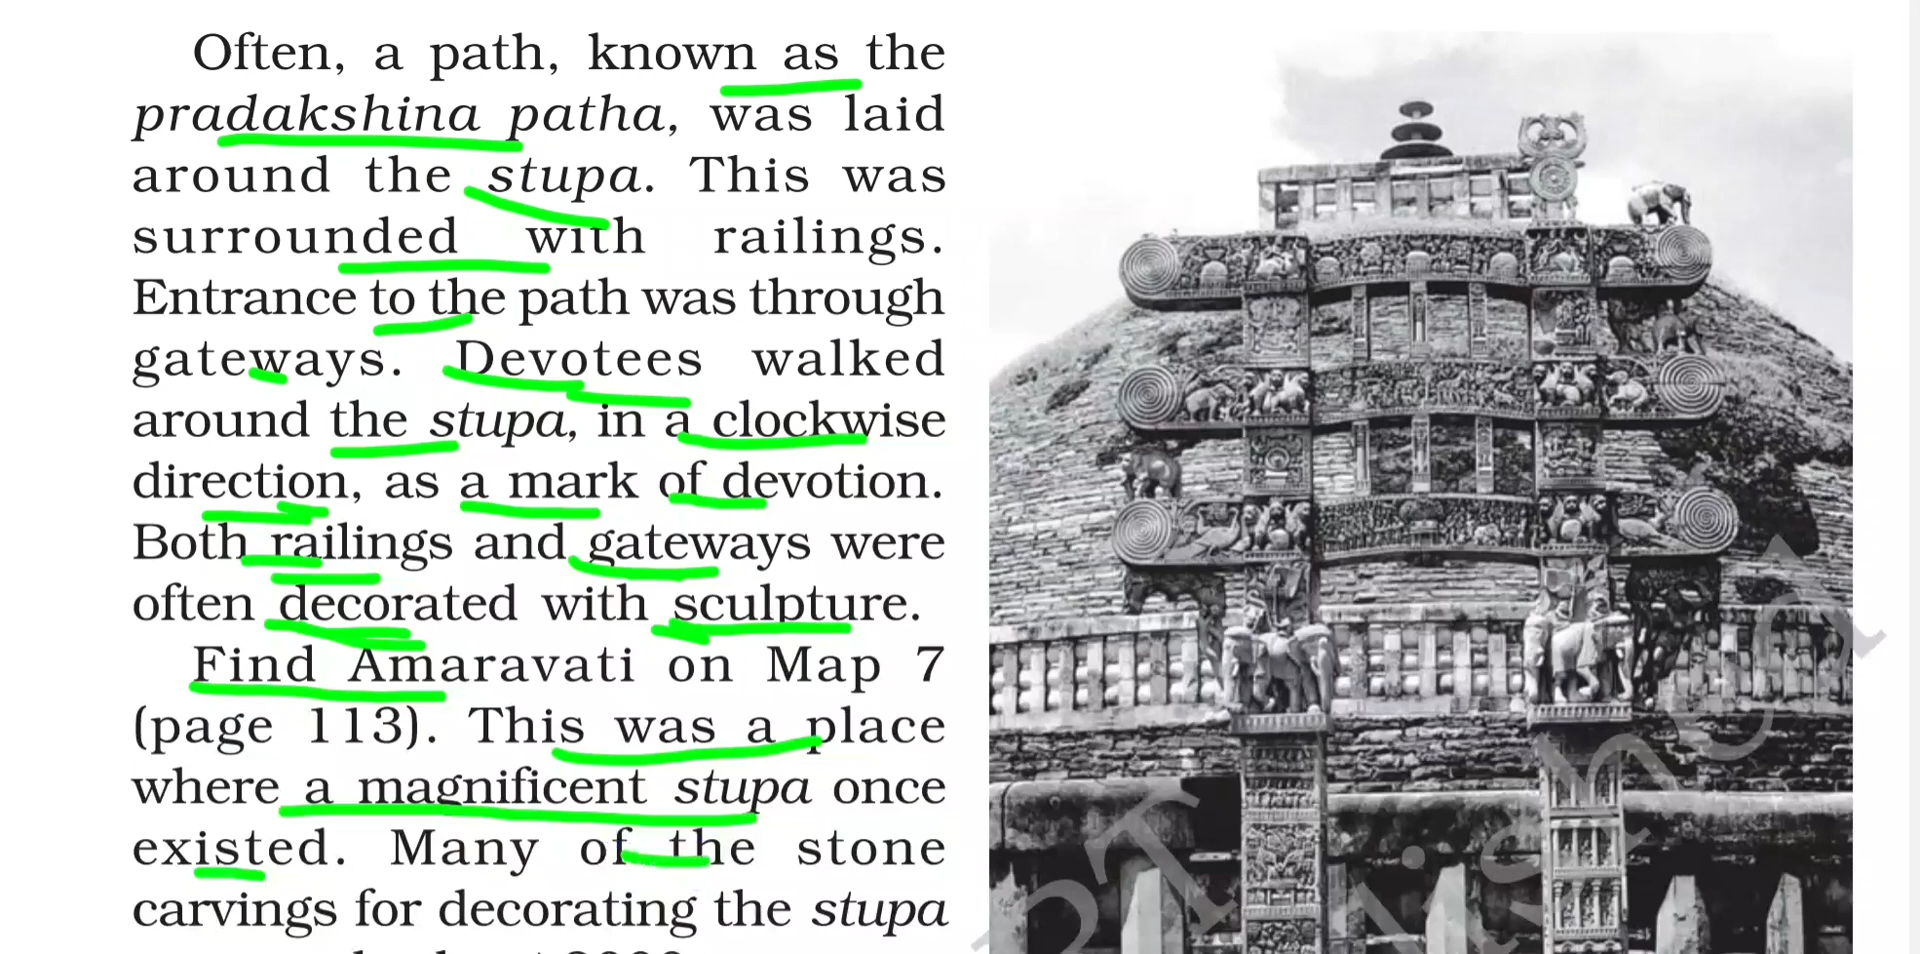 Often, a path, known as the
pradakshina patha, was laid
around the stupa. This was
surrounded with railings.
Entrance to the path was through
gateways. Devotees walked
around the stupa, in a clockwise
direction, as a mark of devotion.
Both railings and gateways were
often decorated with sculpture.
Find Amaravati on Map 7
(page 113). This was a place
where a magnificent stupa once
existed. Many of the stone
carvings for decorating the stupa